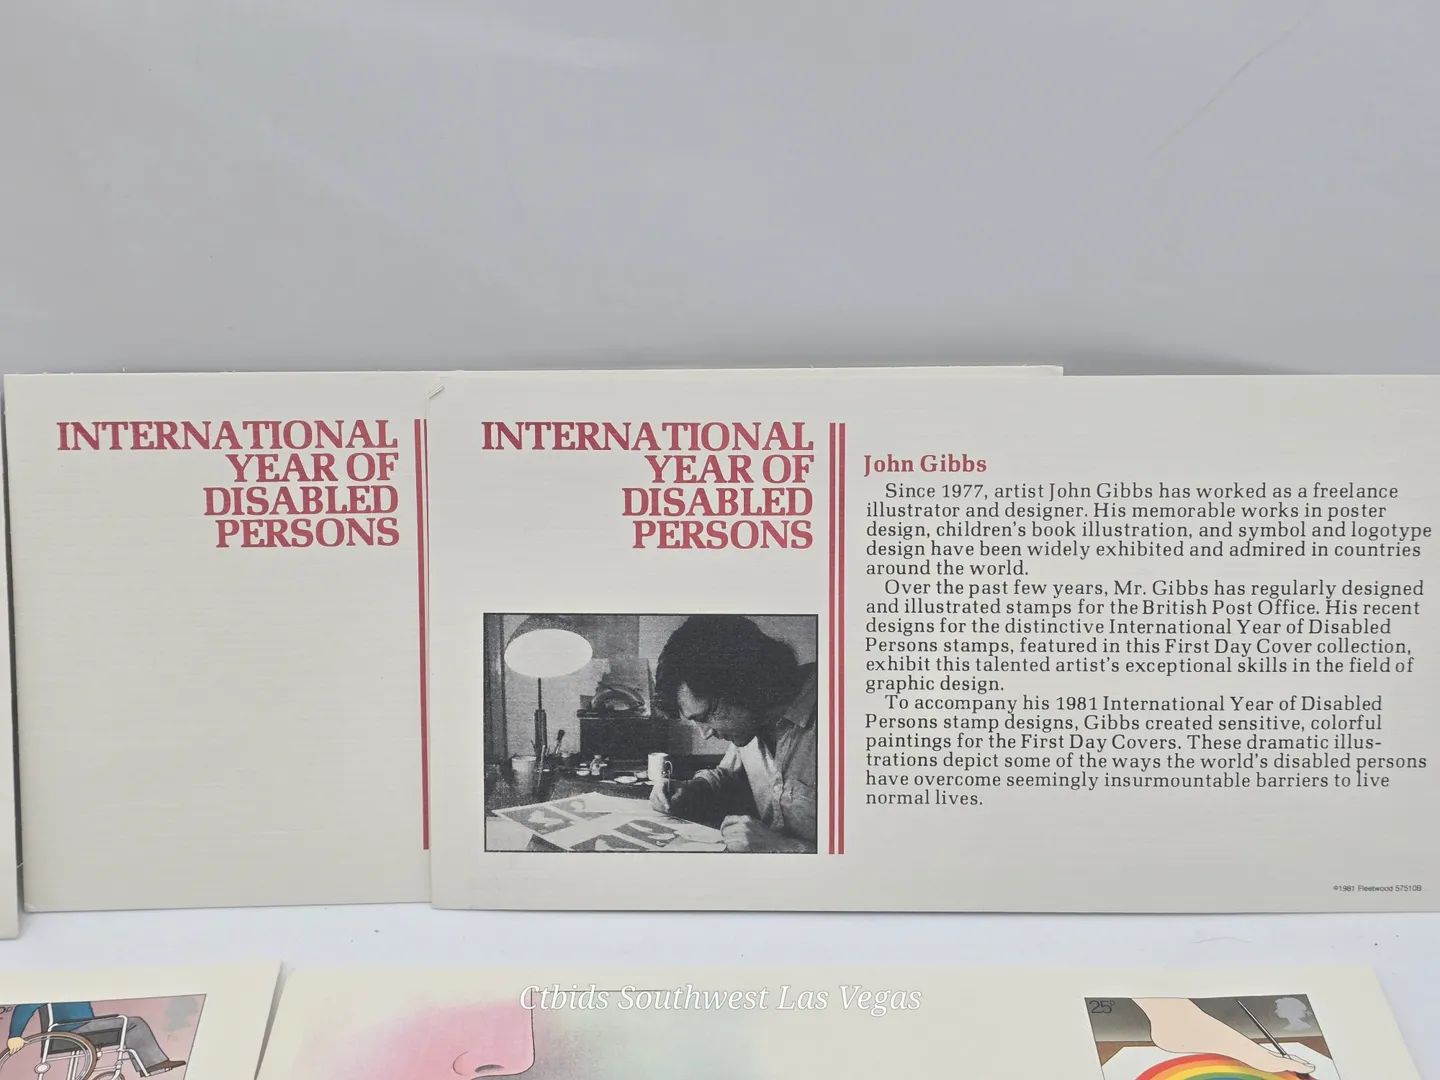 INTERNATIONAL
YEAR OF
DISABLED
PERSONS
INTERNATIONAL
YEAR OF
DISABLED
PERSONS
John Gibbs
Since 1977, artist John Gibbs has worked as a freelance
illustrator and designer. His memorable works in poster
design, children's book illustration, and symbol and logotype
design have been widely exhibited and admired in countries
around the world.
Over the past few years, Mr. Gibbs has regularly designed
and illustrated stamps for the British Post Office. His recent
designs for the distinctive International Year of Disabled
Persons stamps, featured in this First Day Cover collection,
exhibit this talented artist's exceptional skills in the field of
graphic design.
To accompany his 1981 International Year of Disabled
Persons stamp designs, Gibbs created sensitive, colorful
paintings for the First Day Covers. These dramatic illus-
trations depict some of the ways the world's disabled persons
have overcome seemingly insurmountable barriers to live
normal lives.
©1981 Fleetwood 57510B
Ctbids Southwest Las Vegas
25P